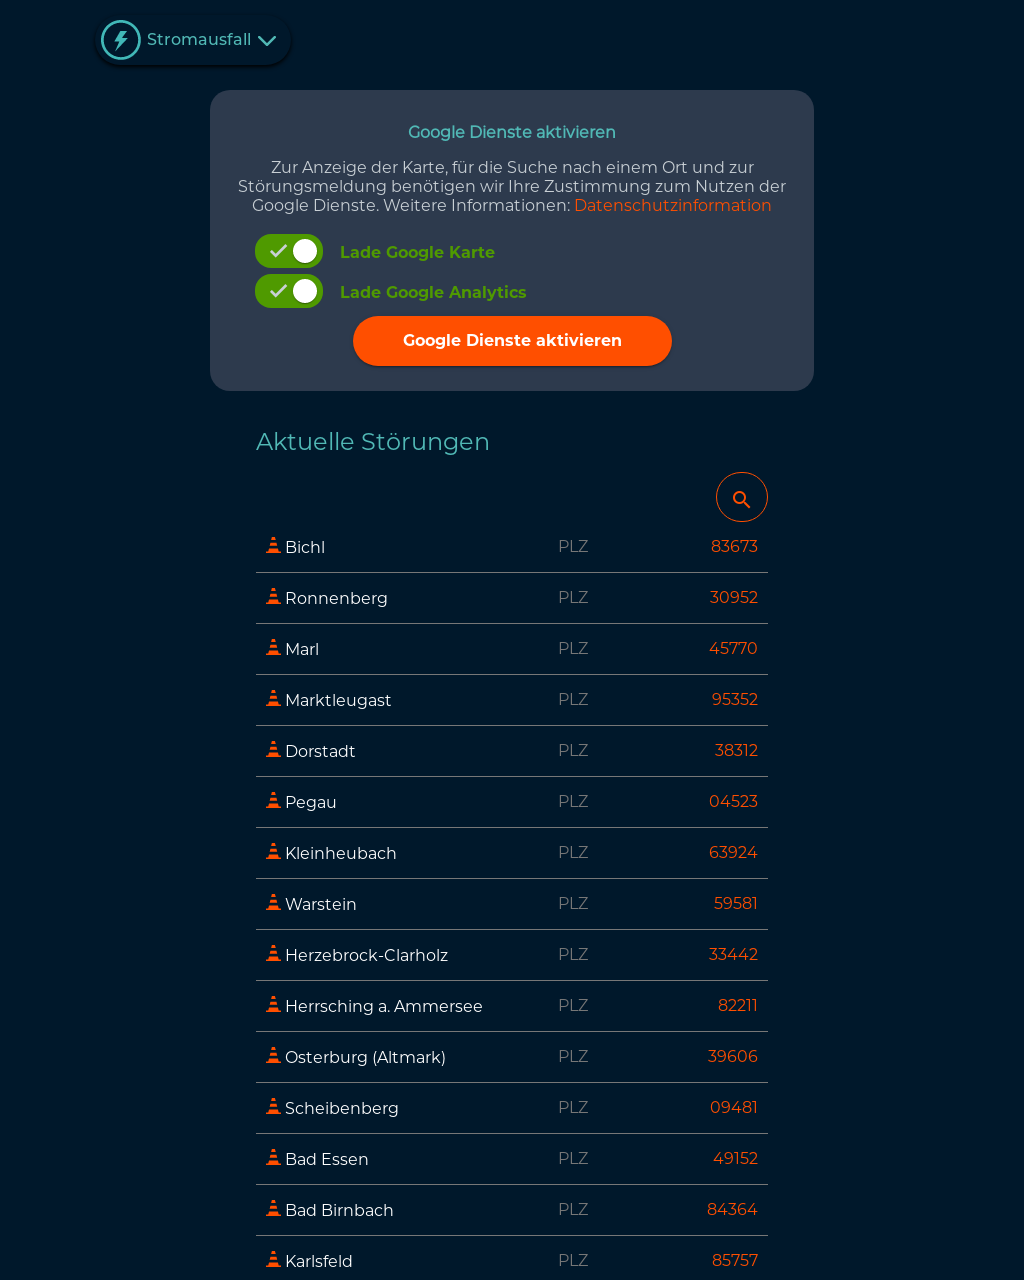 Stromausfall
Google Dienste aktivieren
Zur Anzeige der Karte, für die Suche nach einem Ort und zur
Störungsmeldung benötigen wir Ihre Zustimmung zum Nutzen der
Google Dienste. Weitere Informationen: Datenschutzinformation
Lade Google Karte
Lade Google Analytics
Google Dienste aktivieren
Aktuelle Störungen
Bichl PLZ 83673
Ronnenberg PLZ 30952
Marl PLZ 45770
Marktleugast PLZ 95352
Dorstadt PLZ 38312
Pegau PLZ 04523
Kleinheubach PLZ 63924
Warstein PLZ 59581
Herzebrock-Clarholz PLZ 33442
Herrsching a. Ammersee PLZ 82211
Osterburg (Altmark) PLZ 39606
Scheibenberg PLZ 09481
Bad Essen PLZ 49152
Bad Birnbach PLZ 84364
Karlsfeld PLZ 85757